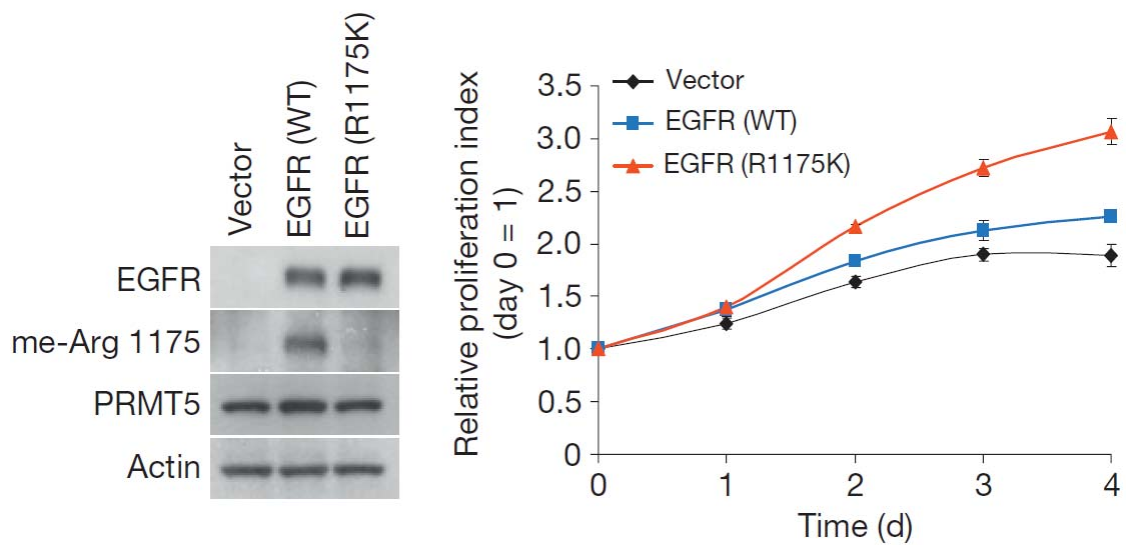 Vector
EGFR (WT)
EGFR (R1175K)
EGFR
me-Arg 1175
PRMT5
Actin
Relative proliferation index
(day 0 = 1)
3.5
3.0
2.5
2.0
1.5
1.0
0.5
0
Vector
EGFR (WT)
EGFR (R1175K)
0 1 2 3 4
Time (d)